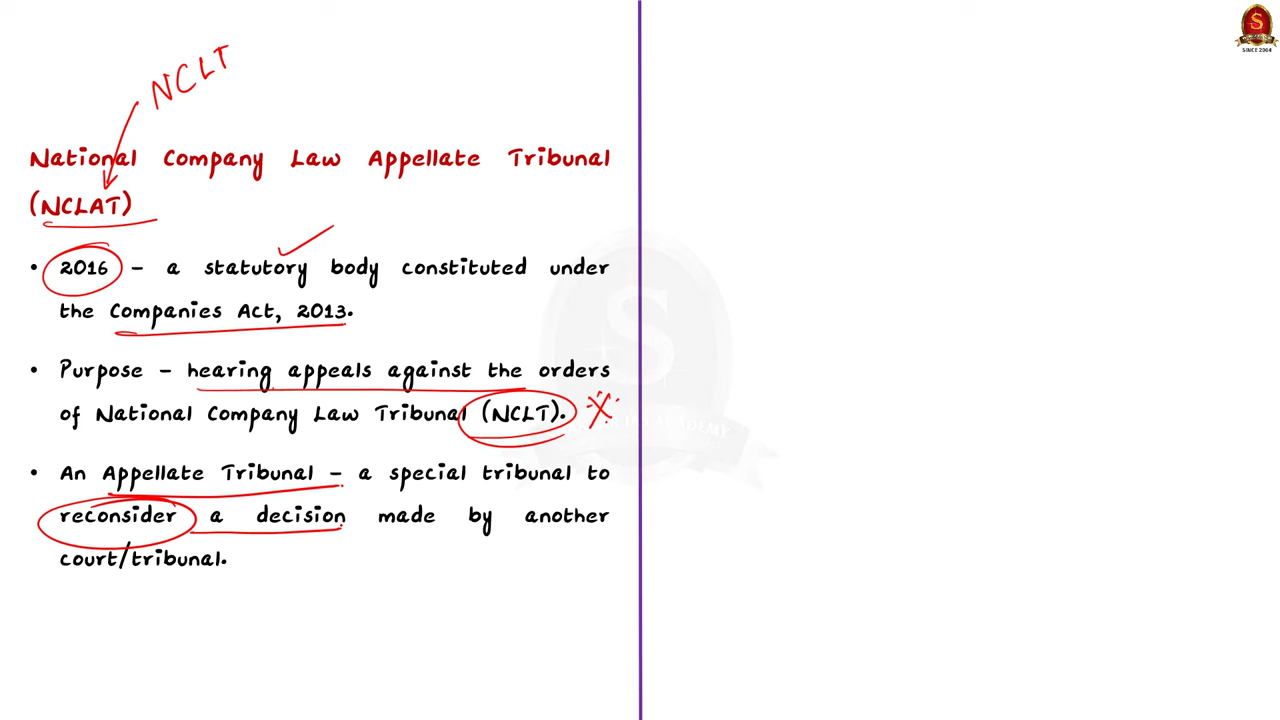 NCLT
National Company Law Appellate Tribunal
(NCLAT)
• 2016 – a statutory body constituted under
the Companies Act, 2013.
• Purpose – hearing appeals against the orders
of National Company Law Tribunal (NCLT).
• An Appellate Tribunal – a special tribunal to
reconsider a decision made by another
court/tribunal.
S
SINCE 2004